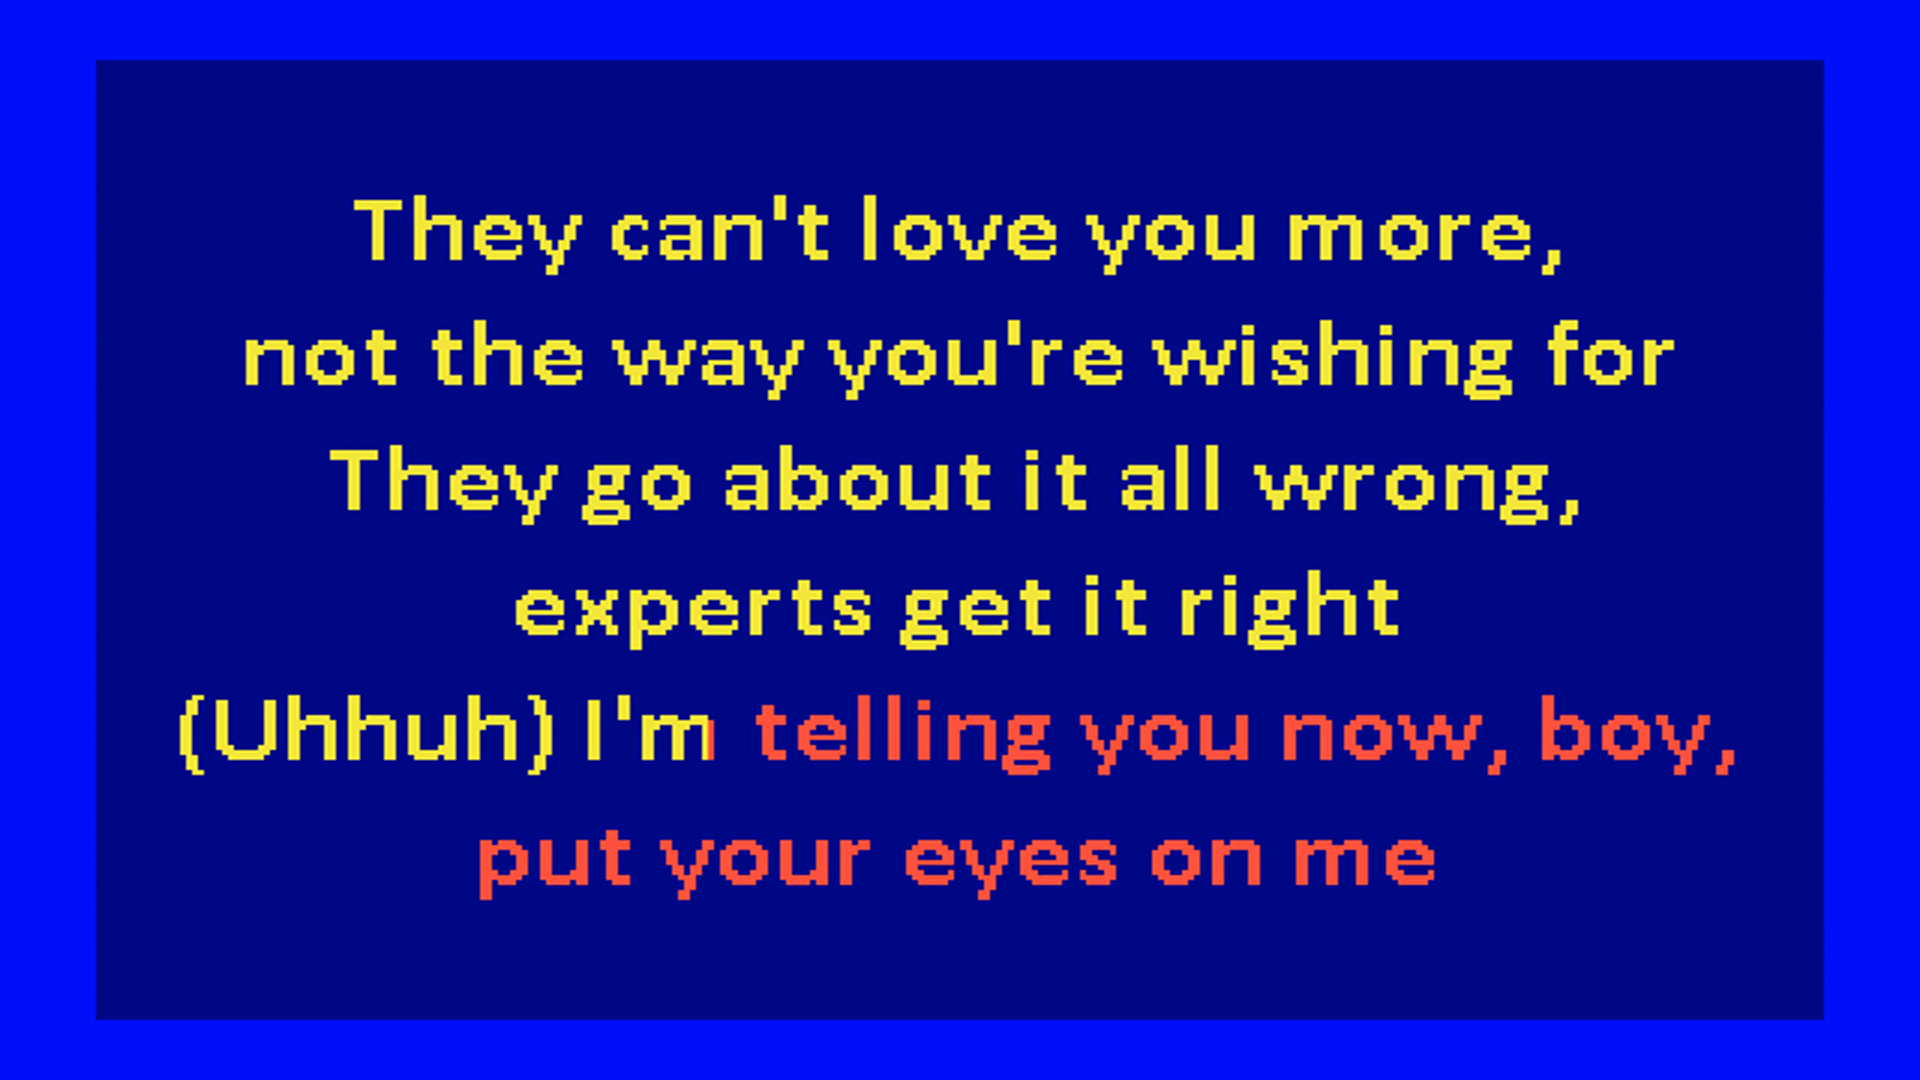 They can't love you more,
not the way you're wishing for
They go about it all wrong,
experts get it right
(Uhhuh) I'm telling you now, boy,
put your eyes on me